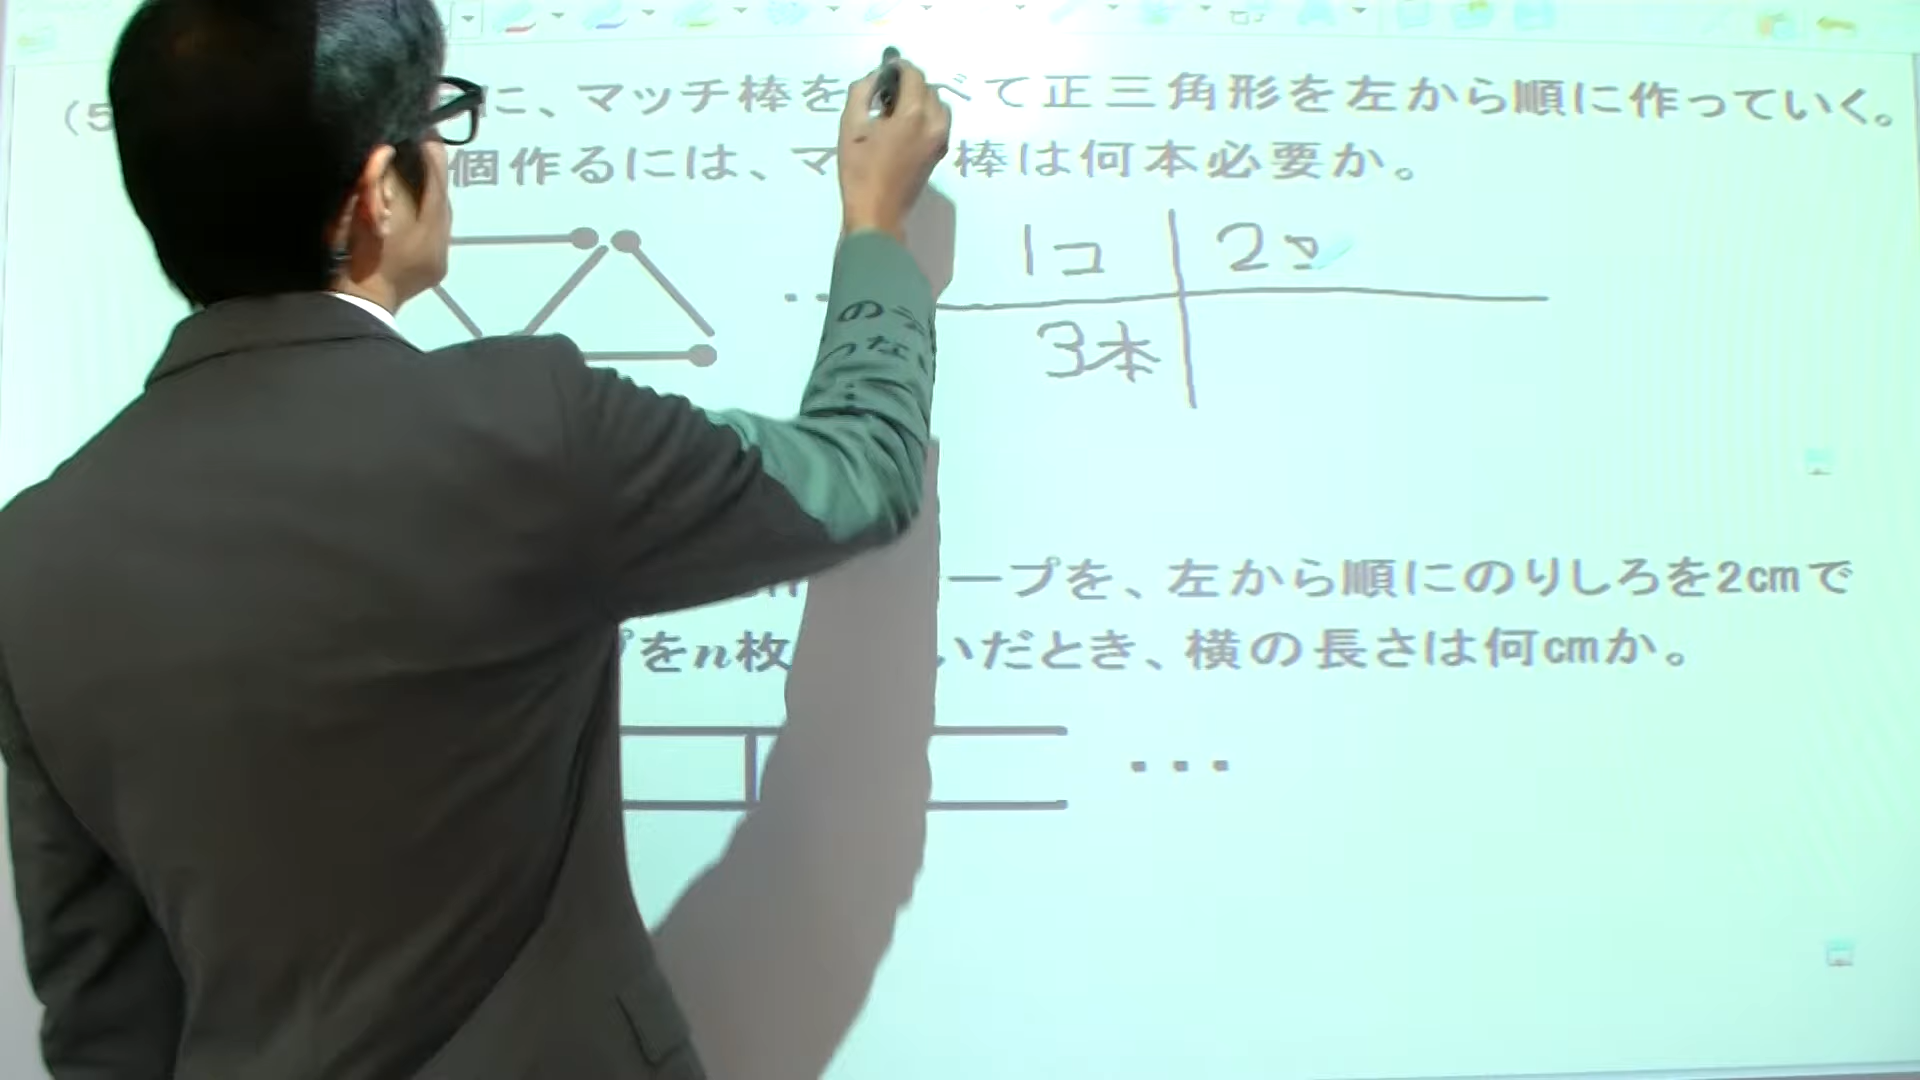 (5 に、マッチ棒を べて正三角形を左から順に作っていく。
個作るには、マ 棒は何本必要か。
1コ 2コ
3本
ープを、左から順にのりしろを2cmで
プをn枚 いだとき、横の長さは何cmか。